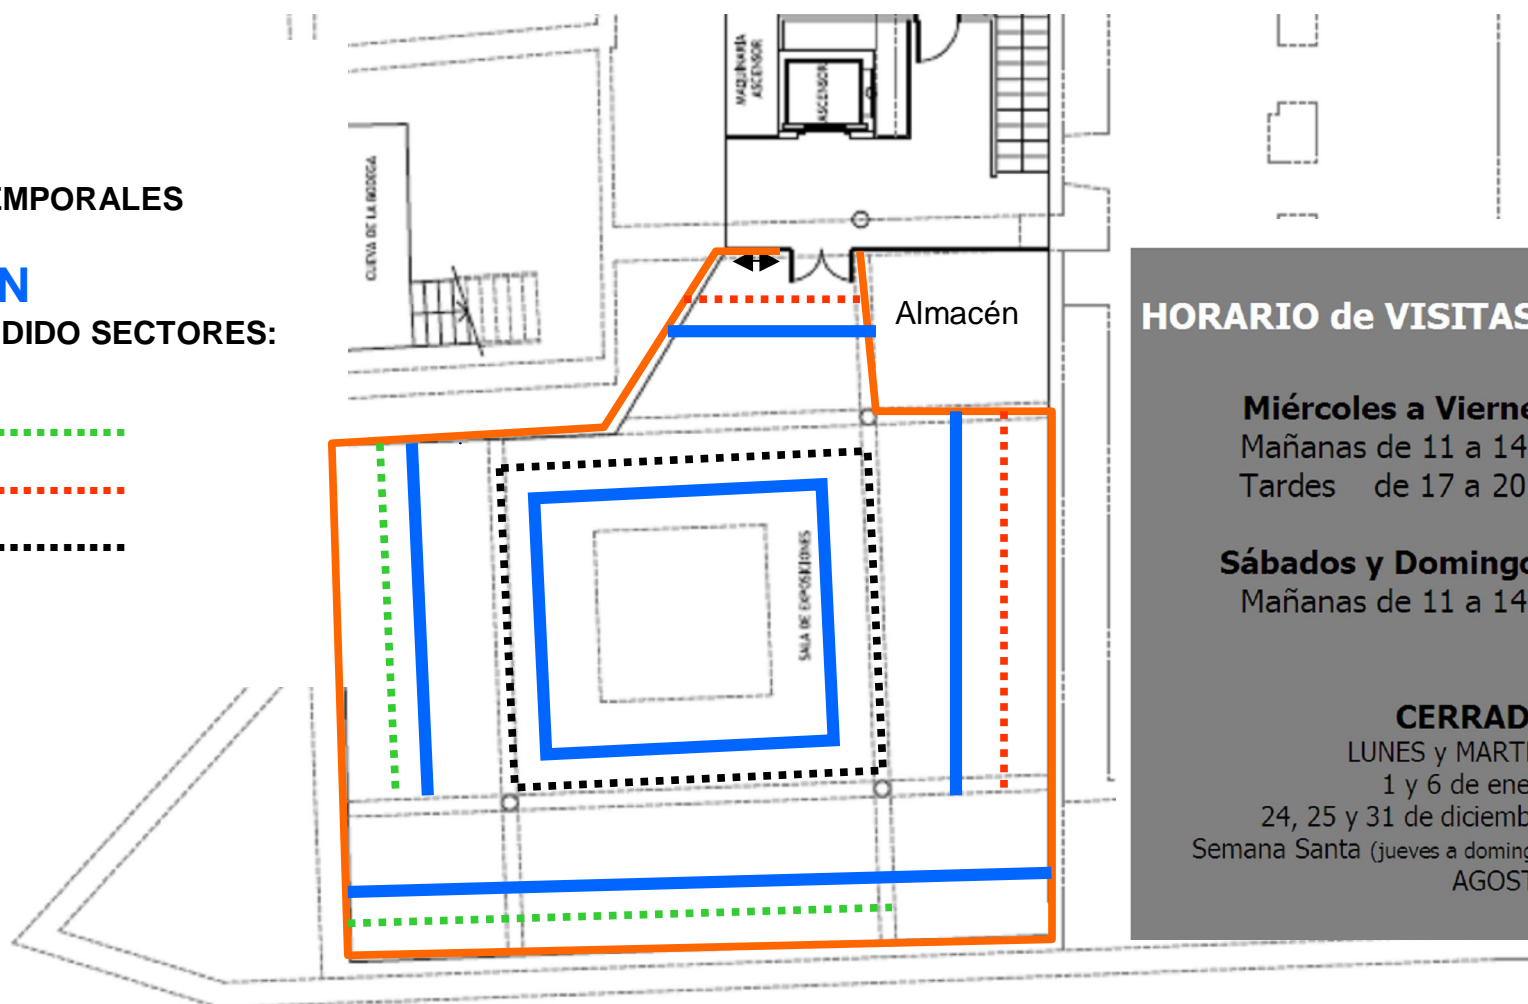 EMPORALES
N
DIDO SECTORES:
MAQUINARÍA
ASCENSOR
ASCENSOR
CUEVA DE LA BODEGA
Almacén
SALA DE EXPOSICIONES
HORARIO de VISITAS
Miércoles a Vierne
Mañanas de 11 a 14
Tardes de 17 a 20
Sábados y Domingo
Mañanas de 11 a 14
CERRAD
LUNES y MART
1 y 6 de ene
24, 25 y 31 de diciemb
Semana Santa (jueves a doming
AGOST